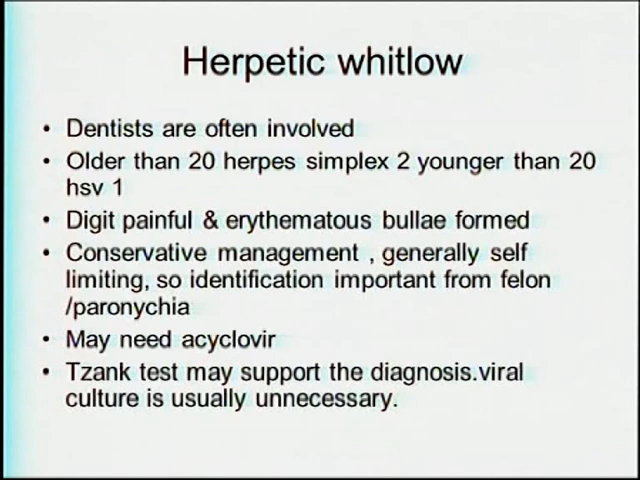 Herpetic whitlow
• Dentists are often involved
• Older than 20 herpes simplex 2 younger than 20
hsv 1
• Digit painful & erythematous bullae formed
• Conservative management , generally self
limiting, so identification important from felon
/paronychia
• May need acyclovir
• Tzank test may support the diagnosis.viral
culture is usually unnecessary.